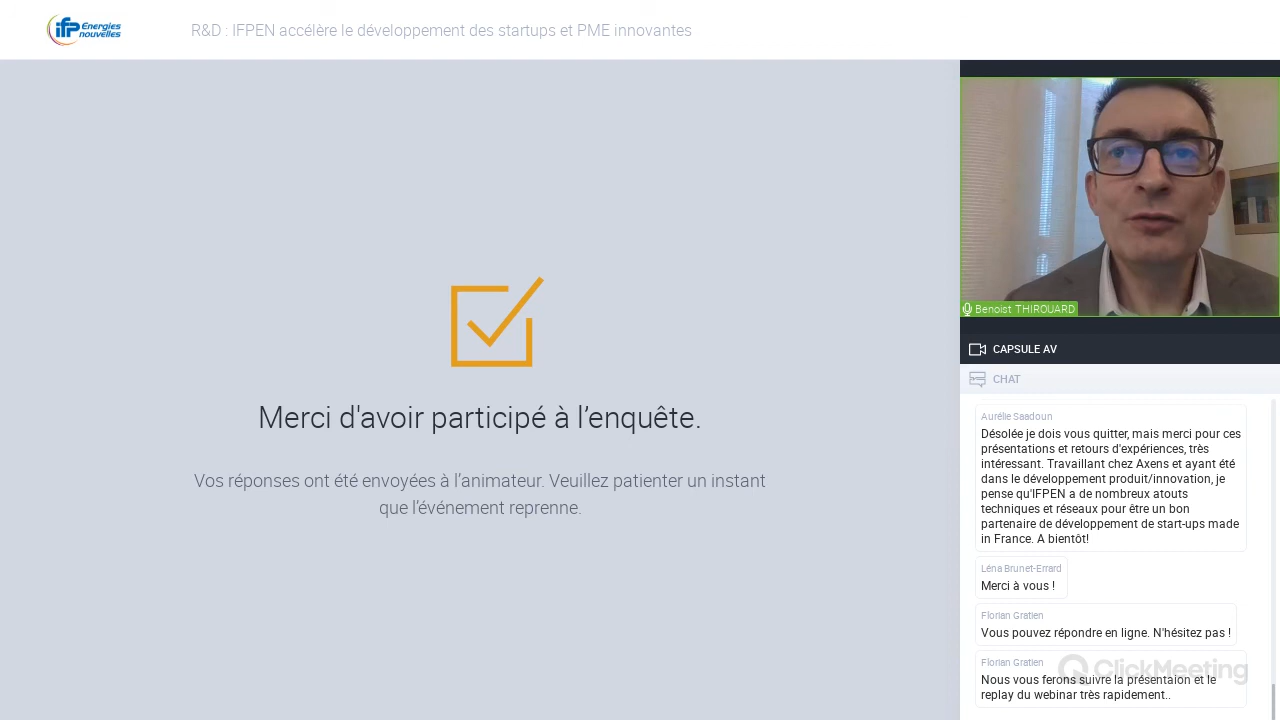 ifp Energies
nouvelles
R&D : IFPEN accélère le développement des startups et PME innovantes
Merci d'avoir participé à l’enquête.
Vos réponses ont été envoyées à l’animateur. Veuillez patienter un instant
que l’événement reprenne.
Benoist THIROUARD
CAPSULE AV
CHAT
Aurélie Saadoun
Désolée je dois vous quitter, mais merci pour ces
présentations et retours d'expériences, très
intéressant. Travaillant chez Axens et ayant été
dans le développement produit/innovation, je
pense qu'IFPEN a de nombreux atouts
techniques et réseaux pour être un bon
partenaire de développement de start-ups made
in France. A bientôt!
Léna Brunet-Errard
Merci à vous !
Florian Gratien
Vous pouvez répondre en ligne. N'hésitez pas !
Florian Gratien
ClickMeeting
Nous vous ferons suivre la présentaion et le
replay du webinar très rapidement..